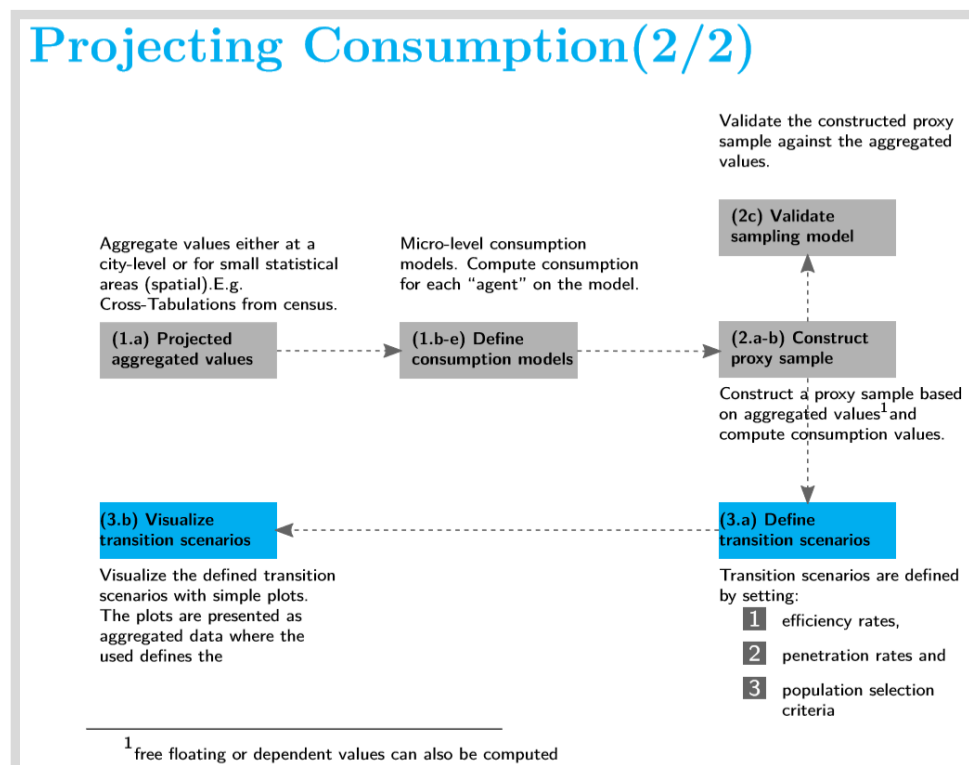 Projecting Consumption(2/2)
Validate the constructed proxy
sample against the aggregated
values.
(2c) Validate
sampling model
Aggregate values either at a
city-level or for small statistical
areas (spatial).E.g.
Cross-Tabulations from census.
Micro-level consumption
models. Compute consumption
for each “agent” on the model.
(1.a) Projected
aggregated values
(1.b-e) Define
consumption models
(2.a-b) Construct
proxy sample
Construct a proxy sample based
on aggregated values1and
compute consumption values.
(3.b) Visualize
transition scenarios
(3.a) Define
transition scenarios
Visualize the defined transition
scenarios with simple plots.
The plots are presented as
aggregated data where the
used defines the
Transition scenarios are defined
by setting:
1 efficiency rates,
2 penetration rates and
3 population selection
criteria
1free floating or dependent values can also be computed